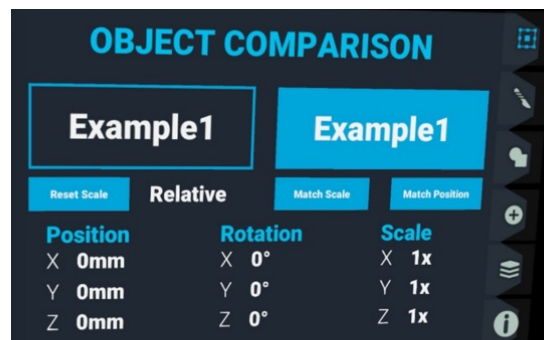 OBJECT COMPARISON
Example1 Example1
Reset Scale Relative Match Scale Match Position
Position Rotation Scale
X 0mm X 0° X 1x
Y 0mm Y 0° Y 1x
Z 0mm Z 0° Z 1x